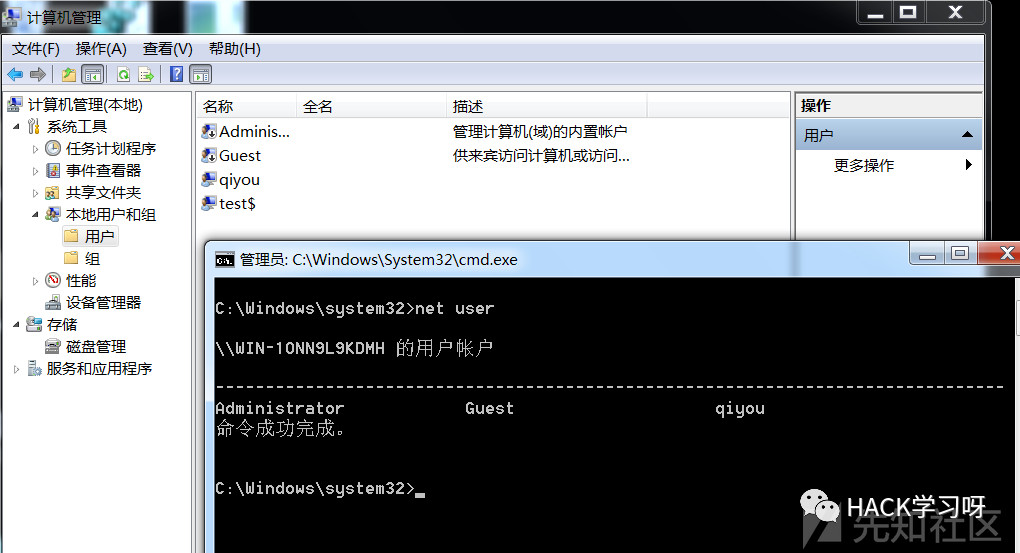 计算机管理
文件(F) 操作(A) 查看(V) 帮助(H)
计算机管理(本地)
系统工具
任务计划程序
事件查看器
共享文件夹
本地用户和组
用户
组
性能
设备管理器
存储
磁盘管理
服务和应用程序
名称 全名 描述
Adminis... 管理计算机(域)的内置帐户
Guest 供来宾访问计算机或访问...
qiyou
test$
操作
用户
更多操作
管理员: C:\Windows\System32\cmd.exe
C:\Windows\system32>net user
\\WIN-1ONN9L9KDMH 的用户帐户
-------------------------------------------------------------------------------
Administrator Guest qiyou
命令成功完成。
C:\Windows\system32>
HACK学习呀
先知社区